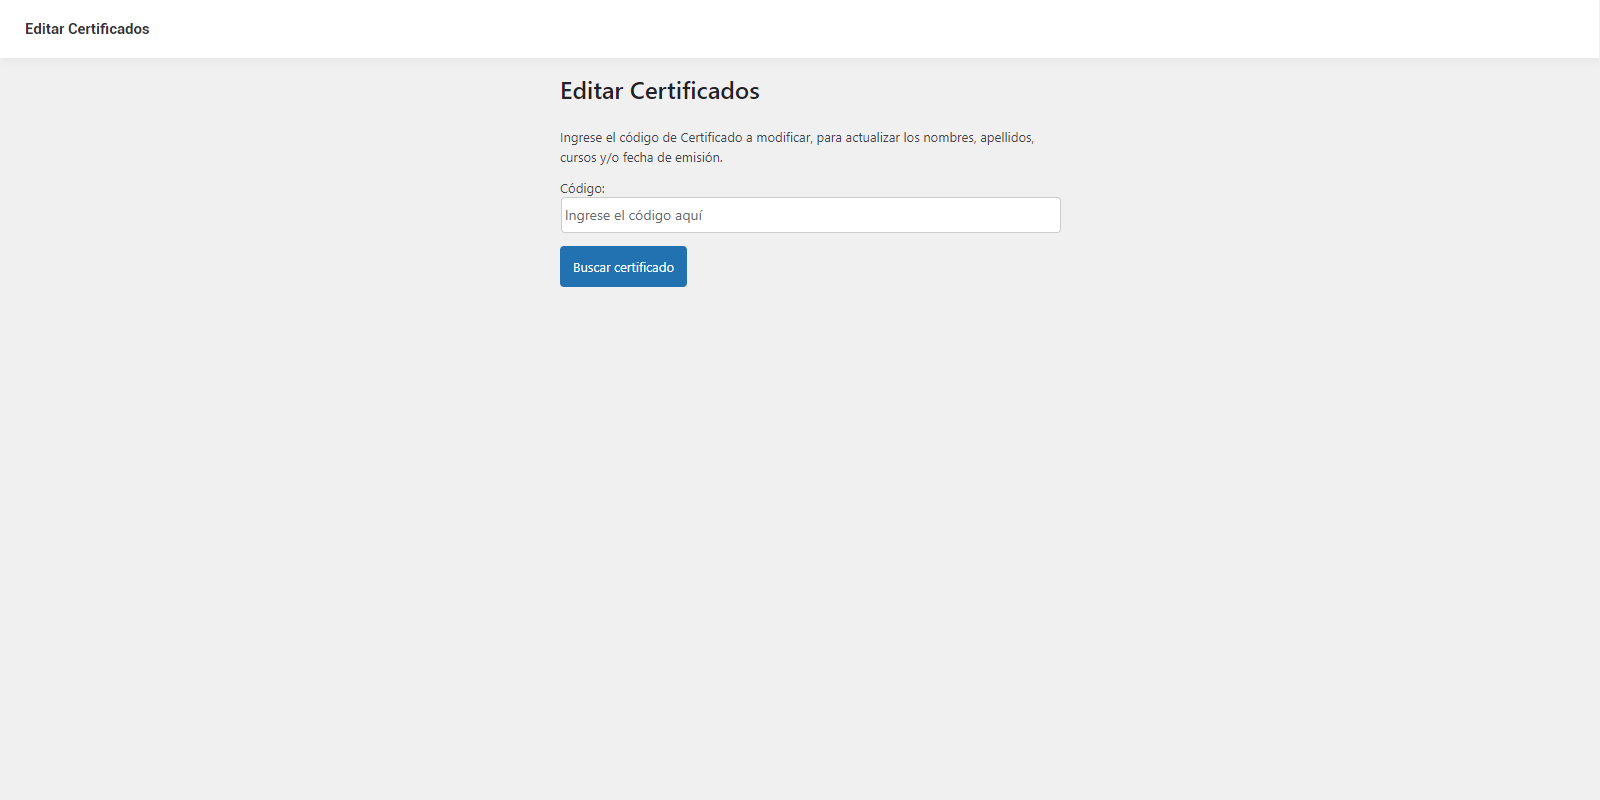 Editar Certificados
Editar Certificados
Ingrese el código de Certificado a modificar, para actualizar los nombres, apellidos,
cursos y/o fecha de emisión.
Código:
Ingrese el código aquí
Buscar certificado